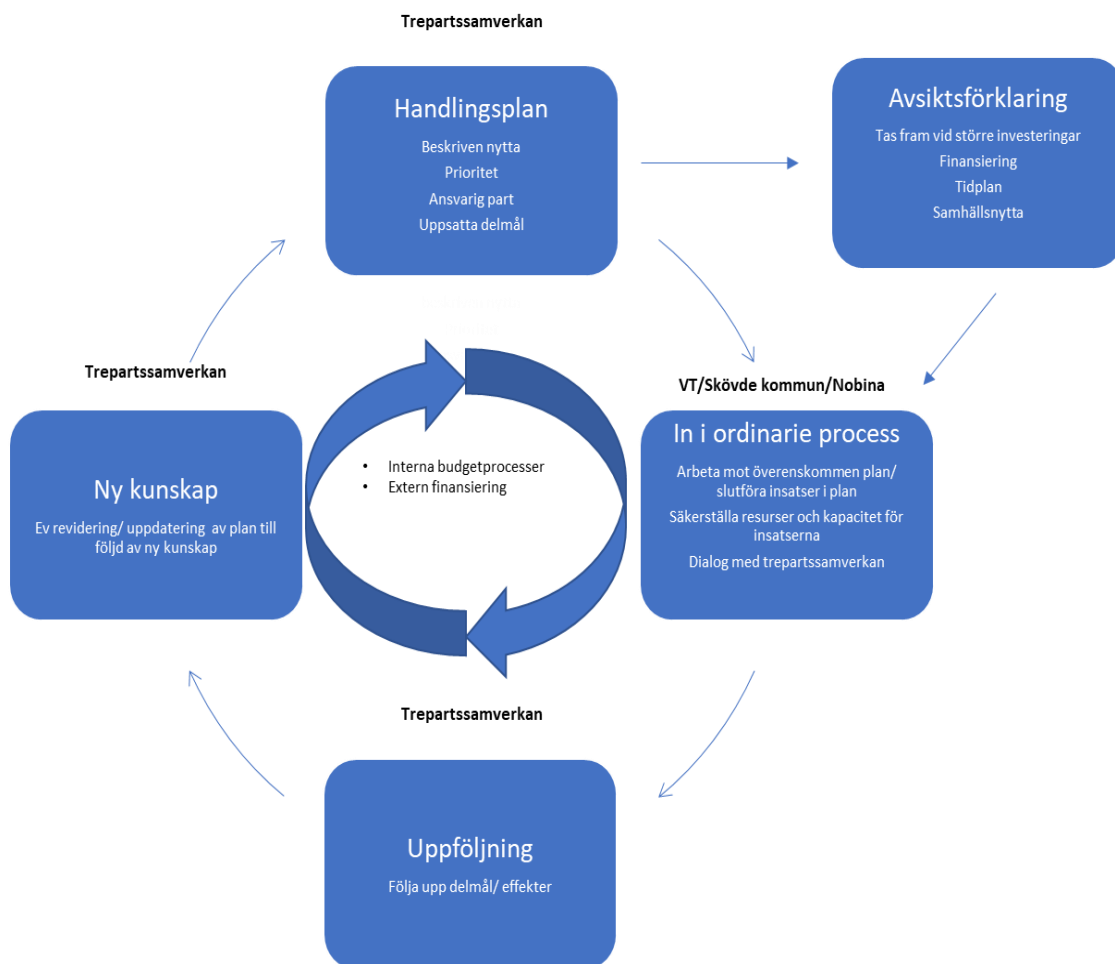 Trepartssamverkan
Handlingsplan
Beskriven nytta
Prioritet
Ansvarig part
Uppsatta delmål
Avsiktsförklaring
Tas fram vid större investeringar
Finansiering
Tidplan
Samhällsnytta
Trepartssamverkan
Ny kunskap
Ev revidering/ uppdatering av plan till
följd av ny kunskap
• Interna budgetprocesser
• Extern finansiering
VT/Skövde kommun/Nobina
In i ordinarie process
Arbeta mot överenskommen plan/
slutföra insatser i plan
Säkerställa resurser och kapacitet för
insatserna
Dialog med trepartssamverkan
Trepartssamverkan
Uppföljning
Följa upp delmål/ effekter